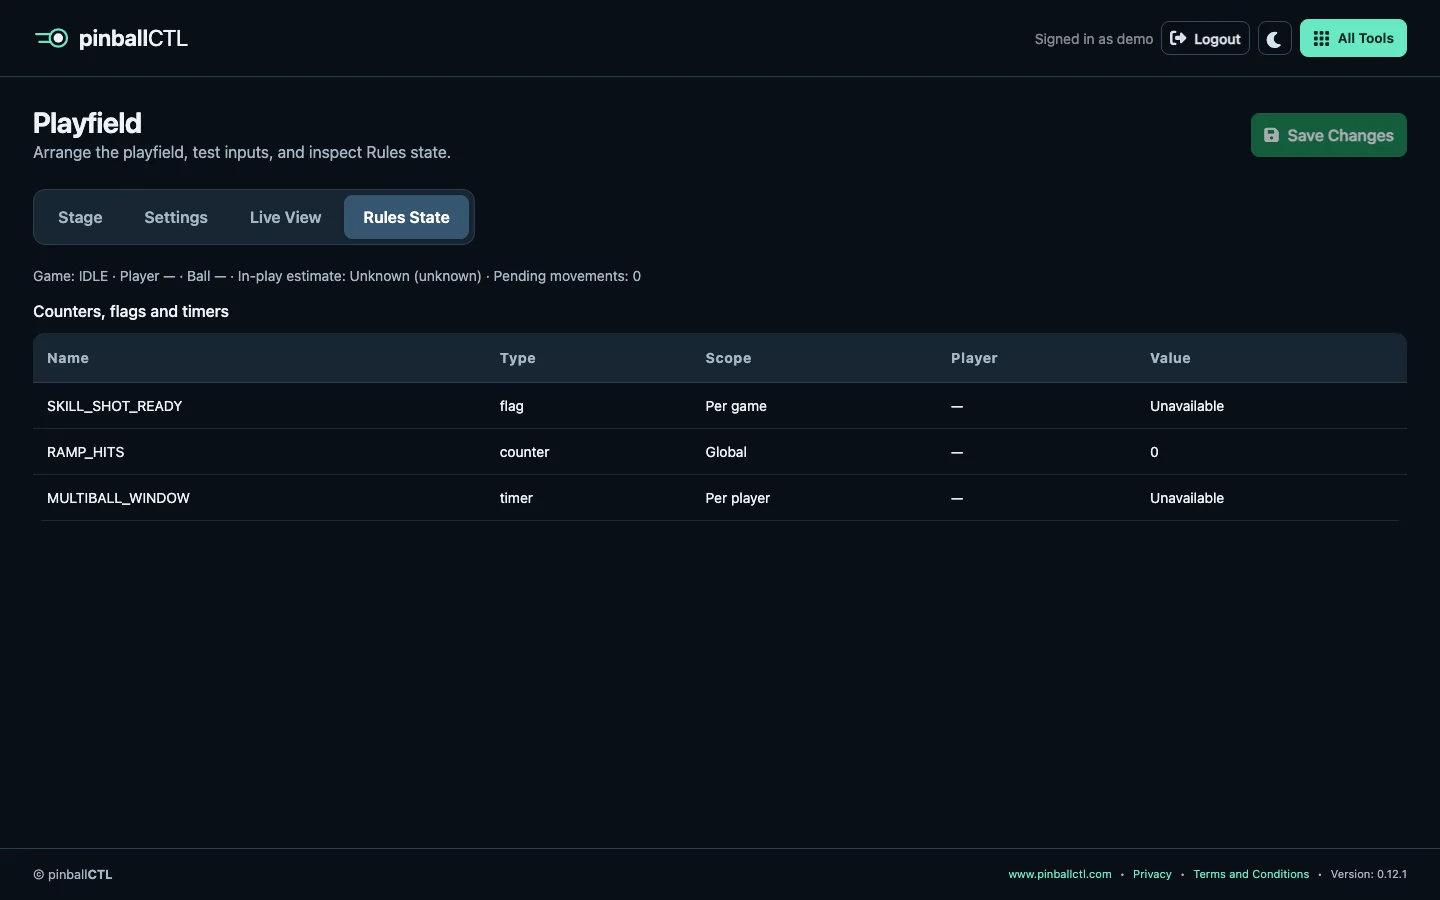 pinballCTL
Signed in as demo
Logout
All Tools
Playfield
Arrange the playfield, test inputs, and inspect Rules state.
Save Changes
Stage
Settings
Live View
Rules State
Game: IDLE · Player — · Ball — · In-play estimate: Unknown (unknown) · Pending movements: 0
Counters, flags and timers
Name Type Scope Player Value
SKILL_SHOT_READY flag Per game — Unavailable
RAMP_HITS counter Global — 0
MULTIBALL_WINDOW timer Per player — Unavailable
© pinballCTL
www.pinballctl.com • Privacy • Terms and Conditions • Version: 0.12.1